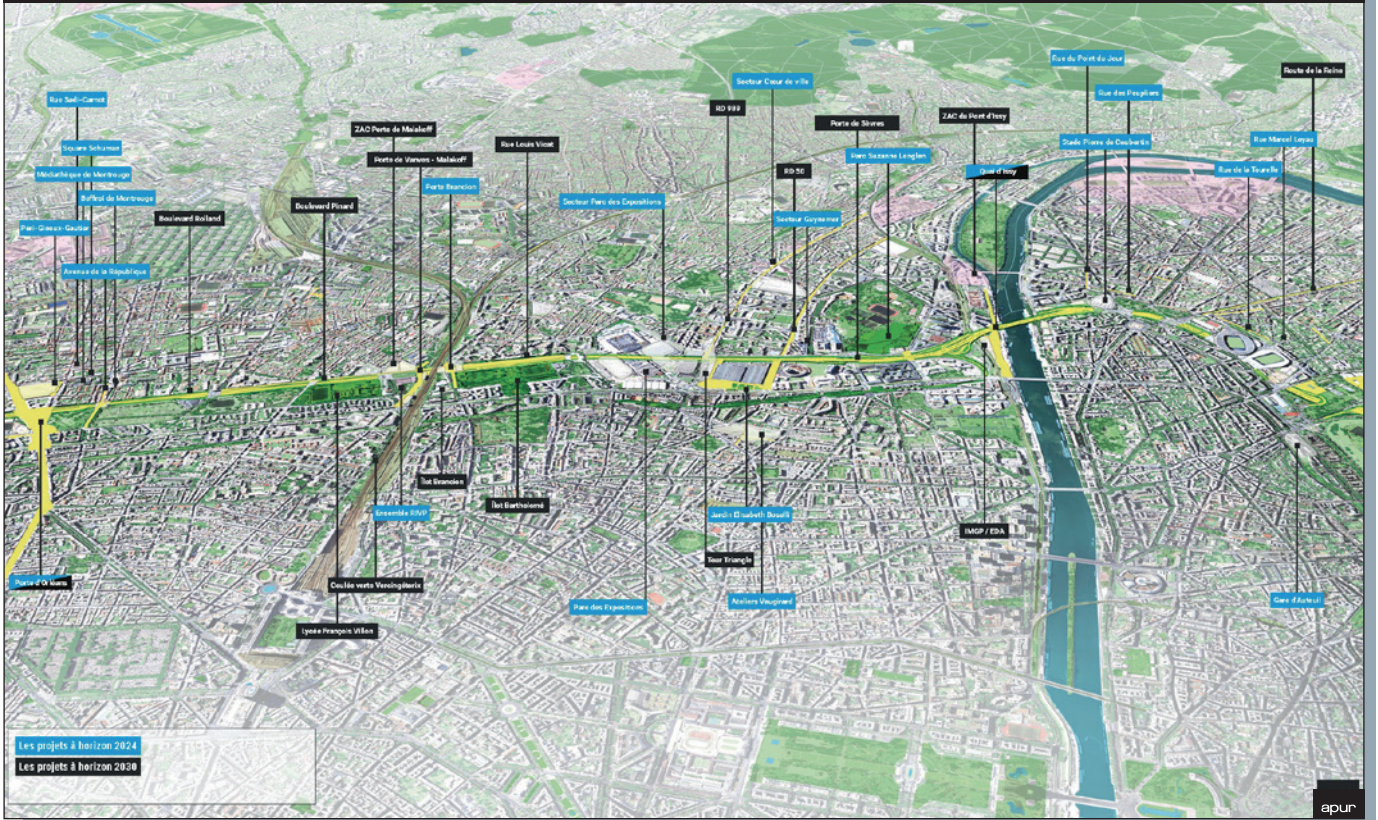 Rue du Point du Jour
Route de la Reine
Secteur Cœur de ville
Rue des Peupliers
Rue Sadi-Carnot
RD 989
ZAC du Pont d'Issy
Porte de Sèvres
ZAC Porte de Malakoff
Rue Louis Vicat
Stade Pierre de Coubertin
Rue Marcel Loyau
Square Schuman
Porte de Vanves - Malakoff
Parc Suzanne Lenglen
Médiathèque de Montrouge
RD 50
Quai d'Issy
Rue de la Tourelle
Porte Brancion
Beffroi de Montrouge
Secteur Parc des Expositions
Boulevard Pinard
Boulevard Rolland
Secteur Guynemer
Péri-Ginoux-Gautier
Avenue de la République
Îlot Brancion
Îlot Bartholomé
Ensemble RIVP
Jardin Elisabeth Boselli
IMGP / EDA
Tour Triangle
Porte d'Orléans
Coulée verte Vercingétorix
Parc des Expositions
Ateliers Vaugirard
Gare d'Auteuil
Lycée François Villon
Les projets à horizon 2024
Les projets à horizon 2030
apur